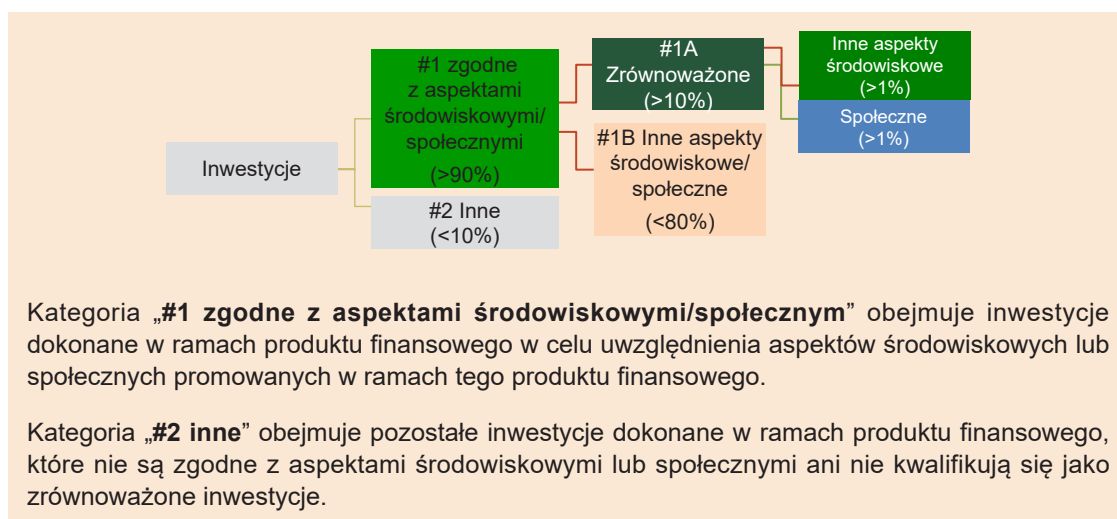 Inwestycje
#1 zgodne
z aspektami
środowiskowymi/
społecznymi
(>90%)
#2 Inne
(<10%)
#1A
Zrównoważone
(>10%)
#1B Inne aspekty
środowiskowe/
społeczne
(<80%)
Inne aspekty
środowiskowe
(>1%)
Społeczne
(>1%)
Kategoria „#1 zgodne z aspektami środowiskowymi/społecznym” obejmuje inwestycje
dokonane w ramach produktu finansowego w celu uwzględnienia aspektów środowiskowych lub
społecznych promowanych w ramach tego produktu finansowego.
Kategoria „#2 inne” obejmuje pozostałe inwestycje dokonane w ramach produktu finansowego,
które nie są zgodne z aspektami środowiskowymi lub społecznymi ani nie kwalifikują się jako
zrównoważone inwestycje.